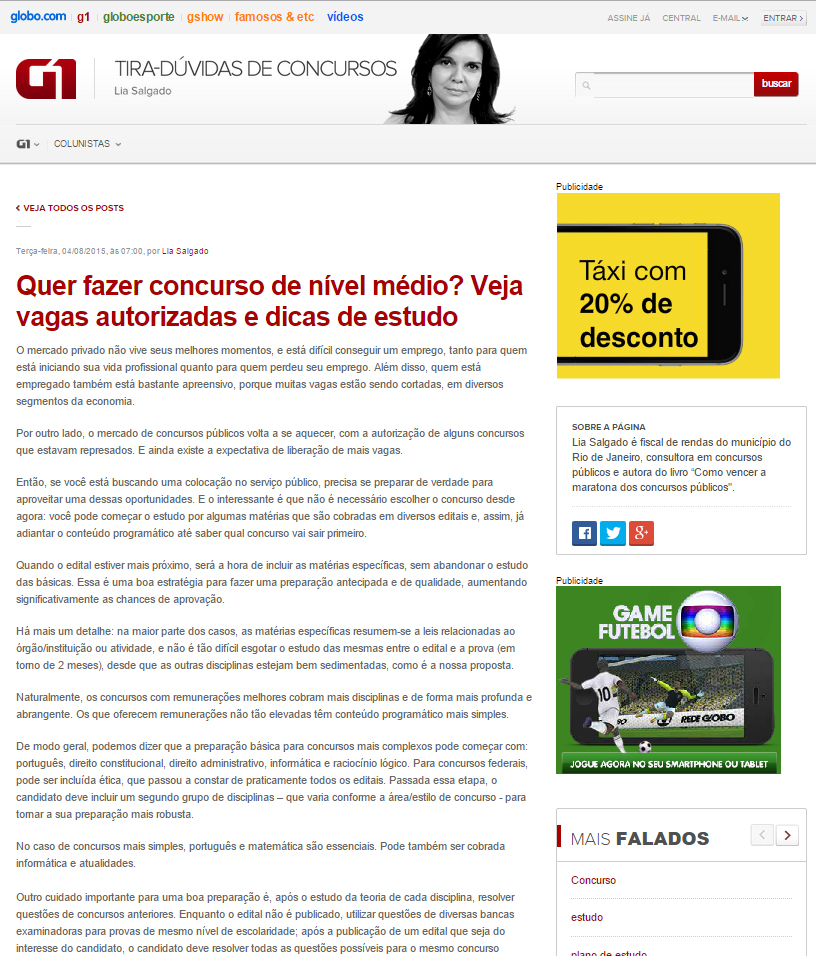 globo.com g1 globoesporte gshow famosos & etc vídeos
ASSINE JÁ CENTRAL E-MAIL ENTRAR
G1
TIRA-DÚVIDAS DE CONCURSOS
Lia Salgado
buscar
G1 COLUNISTAS
VEJA TODOS OS POSTS
Terça-feira, 04/08/2015, às 07:00, por Lia Salgado
Quer fazer concurso de nível médio? Veja
vagas autorizadas e dicas de estudo
O mercado privado não vive seus melhores momentos, e está difícil conseguir um emprego, tanto para quem
está iniciando sua vida profissional quanto para quem perdeu seu emprego. Além disso, quem está
empregado também está bastante apreensivo, porque muitas vagas estão sendo cortadas, em diversos
segmentos da economia.
Por outro lado, o mercado de concursos públicos volta a se aquecer, com a autorização de alguns concursos
que estavam represados. E ainda existe a expectativa de liberação de mais vagas.
Então, se você está buscando uma colocação no serviço público, precisa se preparar de verdade para
aproveitar uma dessas oportunidades. E o interessante é que não é necessário escolher o concurso desde
agora: você pode começar o estudo por algumas matérias que são cobradas em diversos editais e, assim, já
adiantar o conteúdo programático até saber qual concurso vai sair primeiro.
Quando o edital estiver mais próximo, será a hora de incluir as matérias específicas, sem abandonar o estudo
das básicas. Essa é uma boa estratégia para fazer uma preparação antecipada e de qualidade, aumentando
significativamente as chances de aprovação.
Há mais um detalhe: na maior parte dos casos, as matérias específicas resumem-se a leis relacionadas ao
órgão/instituição ou atividade, e não é tão difícil esgotar o estudo das mesmas entre o edital e a prova (em
torno de 2 meses), desde que as outras disciplinas estejam bem sedimentadas, como é a nossa proposta.
Naturalmente, os concursos com remunerações melhores cobram mais disciplinas e de forma mais profunda e
abrangente. Os que oferecem remunerações não tão elevadas têm conteúdo programático mais simples.
De modo geral, podemos dizer que a preparação básica para concursos mais complexos pode começar com:
português, direito constitucional, direito administrativo, informática e raciocínio lógico. Para concursos federais,
pode ser incluída ética, que passou a constar de praticamente todos os editais. Passada essa etapa, o
candidato deve incluir um segundo grupo de disciplinas – que varia conforme a área/estilo de concurso - para
tornar a sua preparação mais robusta.
No caso de concursos mais simples, português e matemática são essenciais. Pode também ser cobrada
informática e atualidades.
Outro cuidado importante para uma boa preparação é, após o estudo da teoria de cada disciplina, resolver
questões de concursos anteriores. Enquanto o edital não é publicado, utilizar questões de diversas bancas
examinadoras para provas de mesmo nível de escolaridade; após a publicação de um edital que seja do
interesse do candidato, o candidato deve resolver todas as questões possíveis para o mesmo concurso
Publicidade
Táxi com
20% de
desconto
SOBRE A PÁGINA
Lia Salgado é fiscal de rendas do município do
Rio de Janeiro, consultora em concursos
públicos e autora do livro “Como vencer a
maratona dos concursos públicos".
Publicidade
GAME
FUTEBOL
10
90 REDE GLOBO
JOGUE AGORA NO SEU SMARTPHONE OU TABLET
MAIS FALADOS
Concurso
estudo
plano de estudo